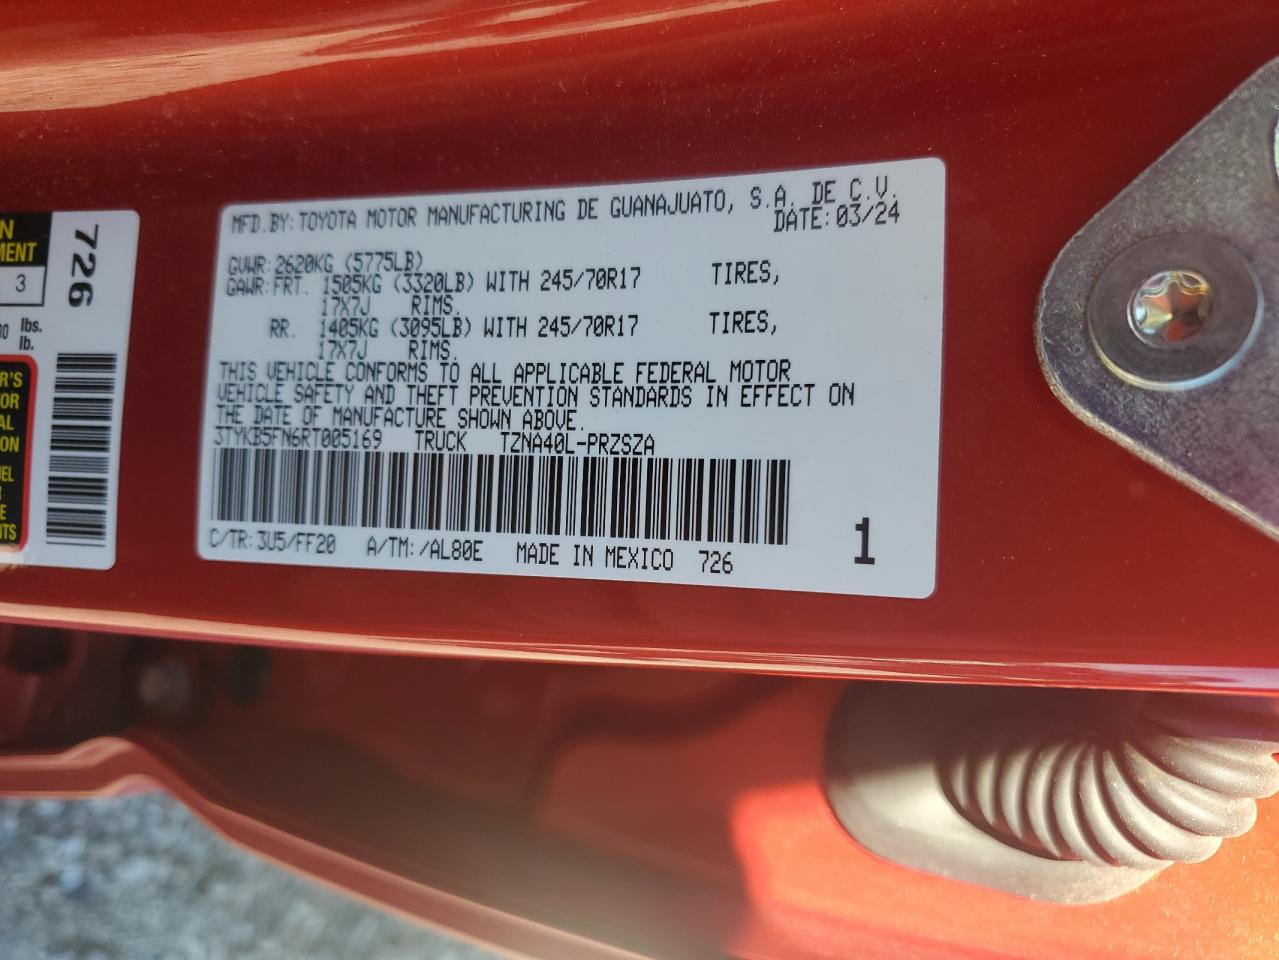 MFD.BY: TOYOTA MOTOR MANUFACTURING DE GUANAJUATO, S.A. DE C.V.
DATE: 03/24
GVWR: 2620KG (5775LB)
GAWR: FRT. 1505KG (3320LB) WITH 245/70R17 TIRES,
17X7J RIMS.
RR. 1405KG (3095LB) WITH 245/70R17 TIRES,
17X7J RIMS.
THIS VEHICLE CONFORMS TO ALL APPLICABLE FEDERAL MOTOR
VEHICLE SAFETY AND THEFT PREVENTION STANDARDS IN EFFECT ON
THE DATE OF MANUFACTURE SHOWN ABOVE.
3TYKB5FN6RT005169 TRUCK TZNA40L-PRZSZA
C/TR: 3U5/FF20 A/TM: /AL80E MADE IN MEXICO 726
1
726
3
lbs.
lb.